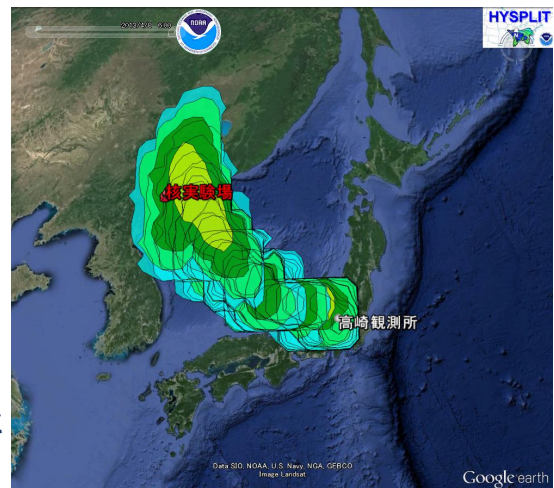 NOAA
HYSPLIT
核実験場
高崎観測所
Data SIO, NOAA, U.S. Navy, NGA, GEBCO
Image Landsat
Google earth